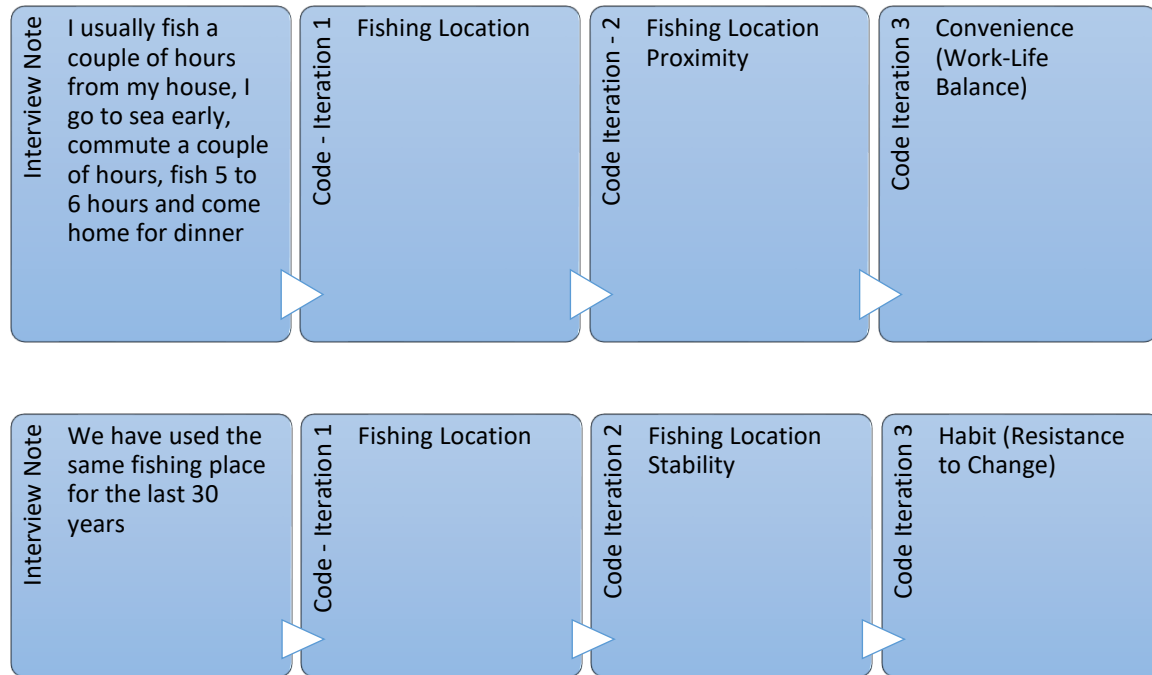 Interview Note
I usually fish a
couple of hours
from my house, I
go to sea early,
commute a couple
of hours, fish 5 to
6 hours and come
home for dinner
Code - Iteration 1
Fishing Location
Code Iteration - 2
Fishing Location
Proximity
Code Iteration 3
Convenience
(Work-Life
Balance)
Interview Note
We have used the
same fishing place
for the last 30
years
Code - Iteration 1
Fishing Location
Code Iteration 2
Fishing Location
Stability
Code Iteration 3
Habit (Resistance
to Change)